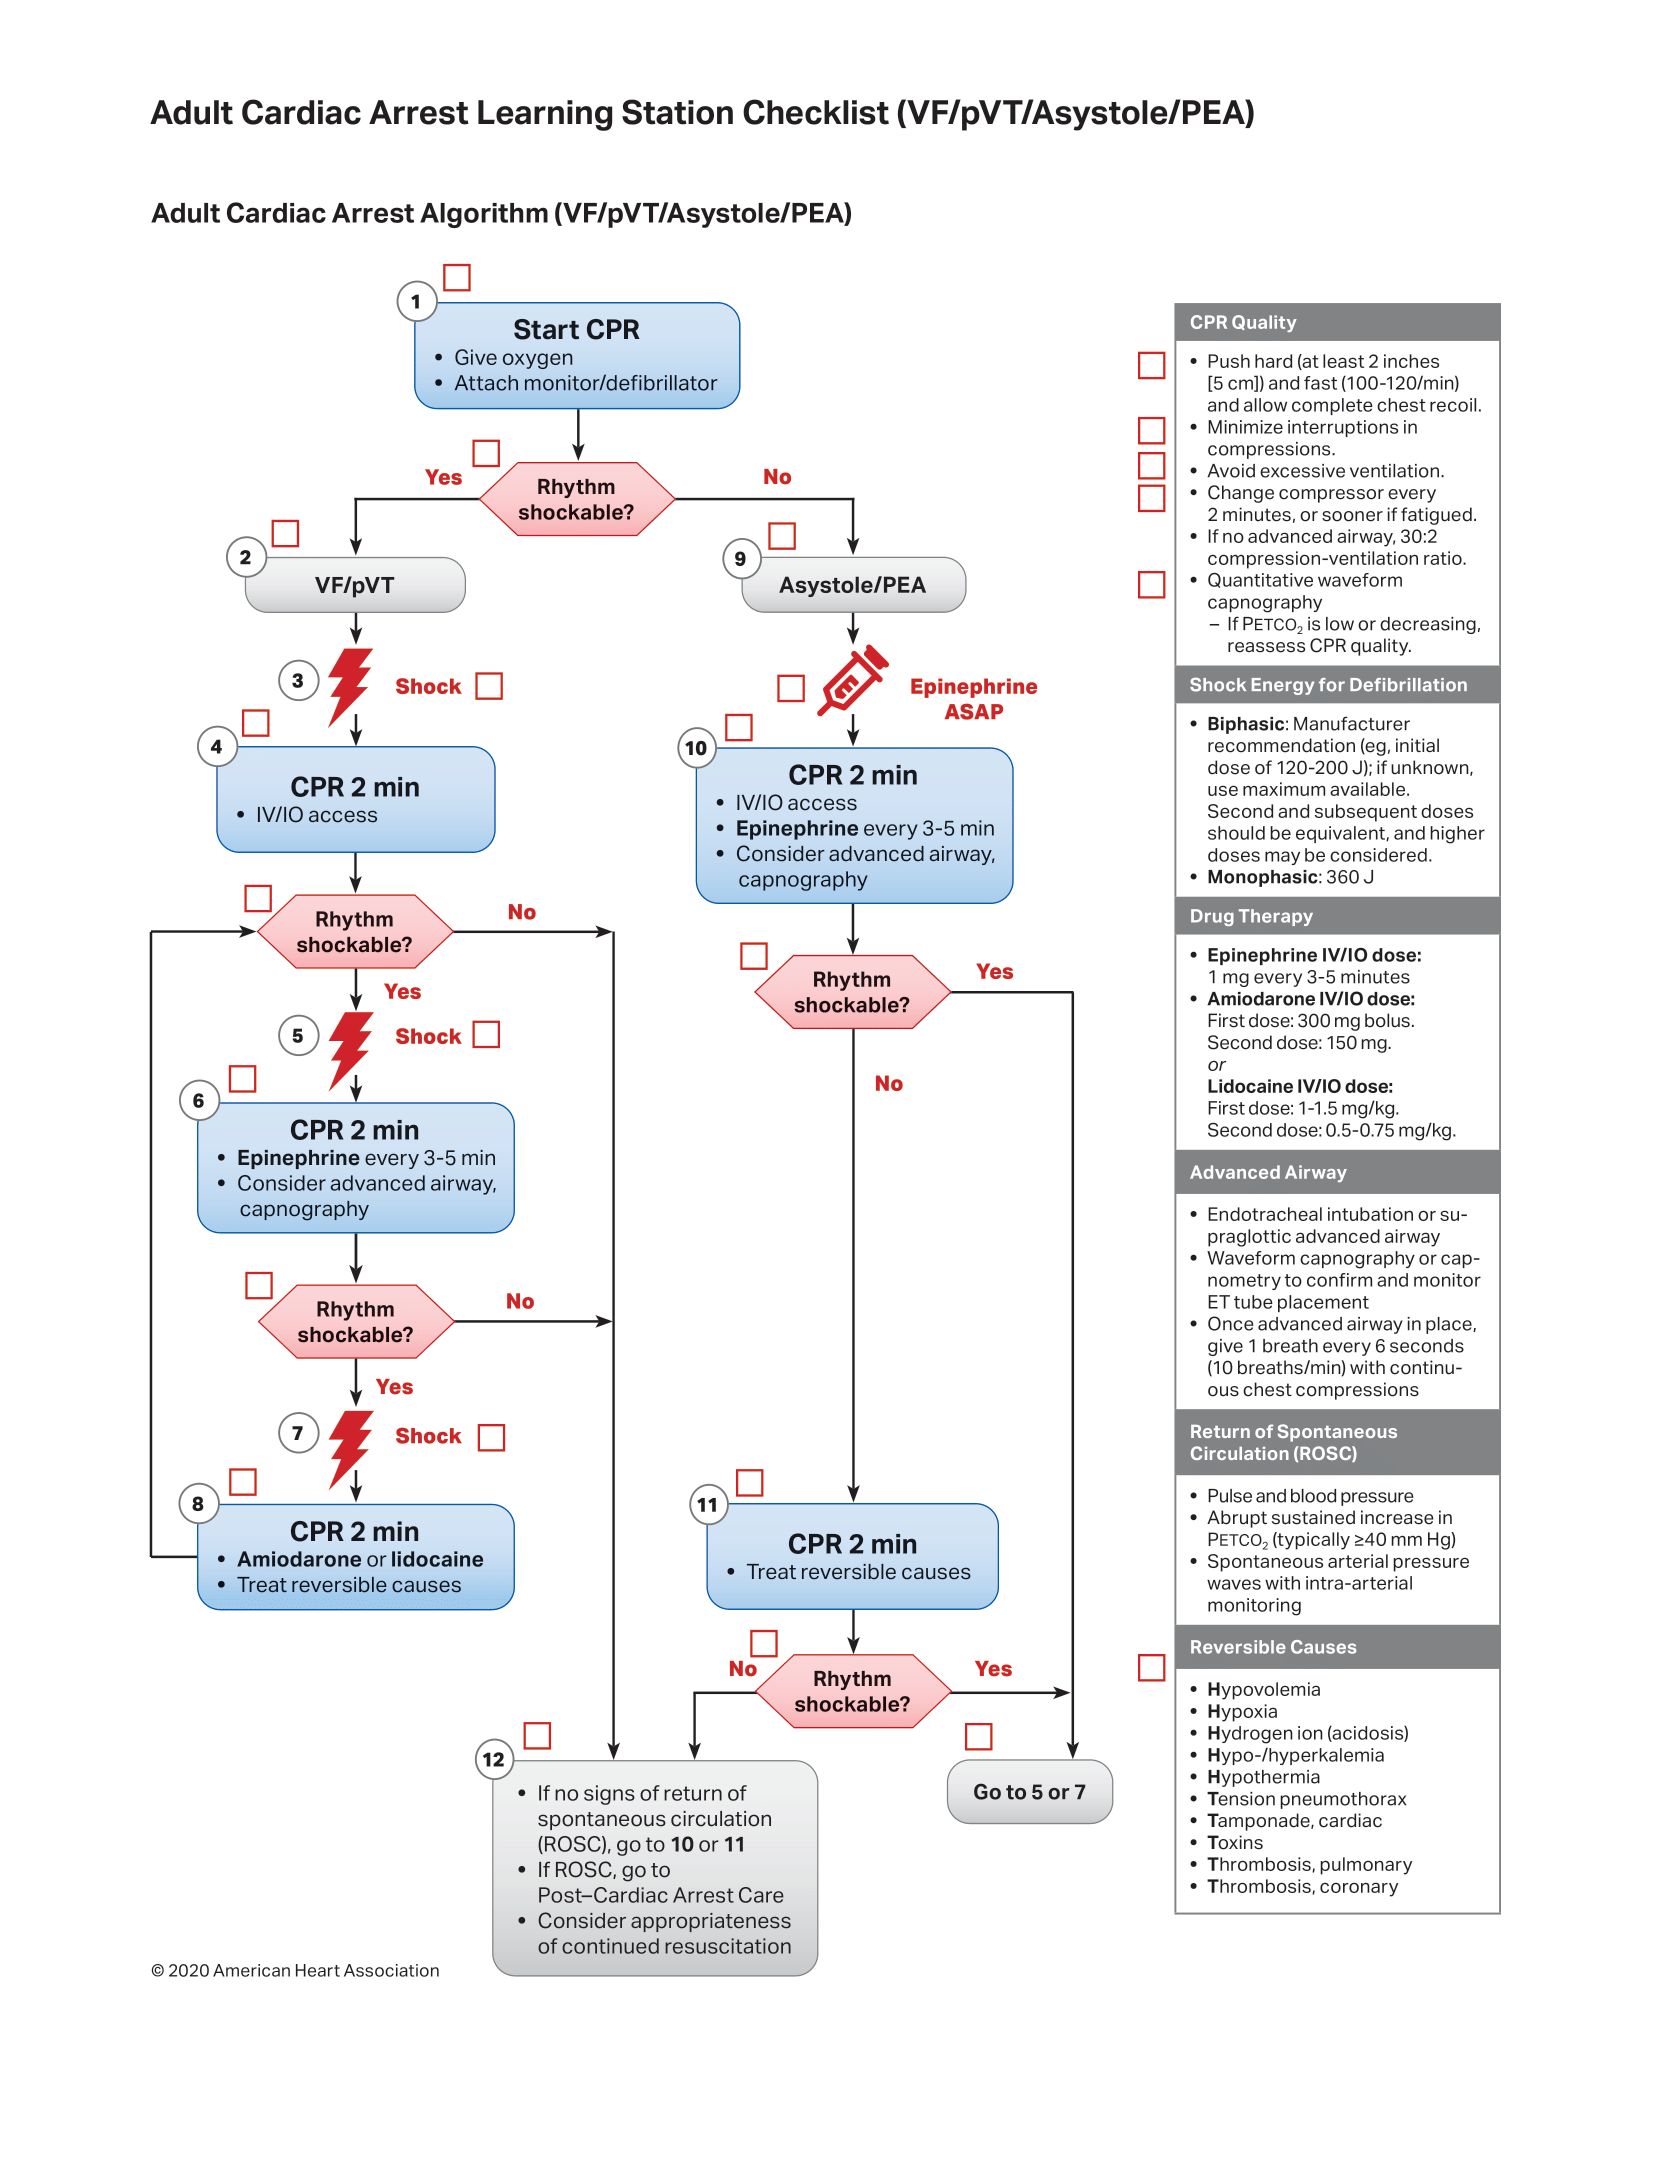 Adult Cardiac Arrest Learning Station Checklist (VF/pVT/Asystole/PEA)
Adult Cardiac Arrest Algorithm (VF/pVT/Asystole/PEA)
1
Start CPR
• Give oxygen
• Attach monitor/defibrillator
Rhythm
shockable?
Yes
No
2
VF/pVT
3
Shock
4
CPR 2 min
• IV/IO access
Rhythm
shockable?
No
Yes
5
Shock
6
CPR 2 min
• Epinephrine every 3-5 min
• Consider advanced airway,
capnography
Rhythm
shockable?
No
Yes
7
Shock
8
CPR 2 min
• Amiodarone or lidocaine
• Treat reversible causes
9
Asystole/PEA
Epinephrine
ASAP
10
CPR 2 min
• IV/IO access
• Epinephrine every 3-5 min
• Consider advanced airway,
capnography
Rhythm
shockable?
Yes
No
11
CPR 2 min
• Treat reversible causes
Rhythm
shockable?
No
Yes
12
• If no signs of return of
spontaneous circulation
(ROSC), go to 10 or 11
• If ROSC, go to
Post–Cardiac Arrest Care
• Consider appropriateness
of continued resuscitation
Go to 5 or 7
CPR Quality
• Push hard (at least 2 inches
[5 cm]) and fast (100-120/min)
and allow complete chest recoil.
• Minimize interruptions in
compressions.
• Avoid excessive ventilation.
• Change compressor every
2 minutes, or sooner if fatigued.
• If no advanced airway, 30:2
compression-ventilation ratio.
• Quantitative waveform
capnography
– If PETCO2 is low or decreasing,
reassess CPR quality.
Shock Energy for Defibrillation
• Biphasic: Manufacturer
recommendation (eg, initial
dose of 120-200 J); if unknown,
use maximum available.
Second and subsequent doses
should be equivalent, and higher
doses may be considered.
• Monophasic: 360 J
Drug Therapy
• Epinephrine IV/IO dose:
1 mg every 3-5 minutes
• Amiodarone IV/IO dose:
First dose: 300 mg bolus.
Second dose: 150 mg.
or
Lidocaine IV/IO dose:
First dose: 1-1.5 mg/kg.
Second dose: 0.5-0.75 mg/kg.
Advanced Airway
• Endotracheal intubation or su-
praglottic advanced airway
• Waveform capnography or cap-
nometry to confirm and monitor
ET tube placement
• Once advanced airway in place,
give 1 breath every 6 seconds
(10 breaths/min) with continu-
ous chest compressions
Return of Spontaneous
Circulation (ROSC)
• Pulse and blood pressure
• Abrupt sustained increase in
PETCO2 (typically ≥40 mm Hg)
• Spontaneous arterial pressure
waves with intra-arterial
monitoring
Reversible Causes
• Hypovolemia
• Hypoxia
• Hydrogen ion (acidosis)
• Hypo-/hyperkalemia
• Hypothermia
• Tension pneumothorax
• Tamponade, cardiac
• Toxins
• Thrombosis, pulmonary
• Thrombosis, coronary
© 2020 American Heart Association